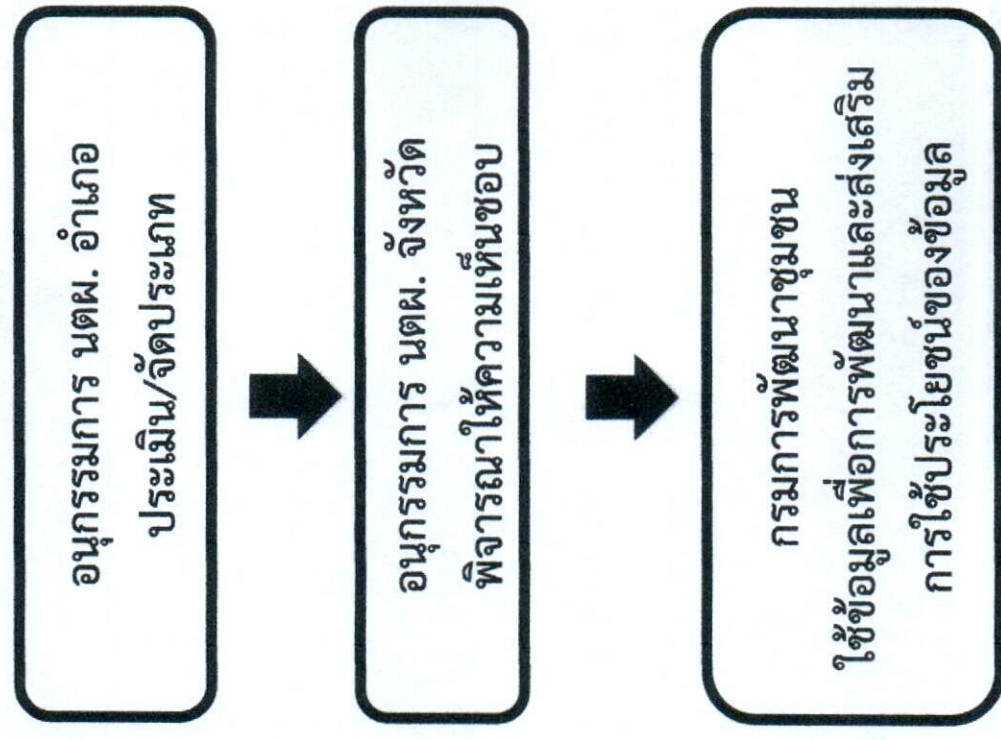 อนุกรรมการ นตผ. อำเภอ
ประเมิน/จัดประเภท
อนุกรรมการ นตผ. จังหวัด
พิจารณาให้ความเห็นชอบ
กรมการพัฒนาชุมชน
ใช้ข้อมูลเพื่อการพัฒนาและส่งเสริม
การใช้ประโยชน์ของข้อมูล